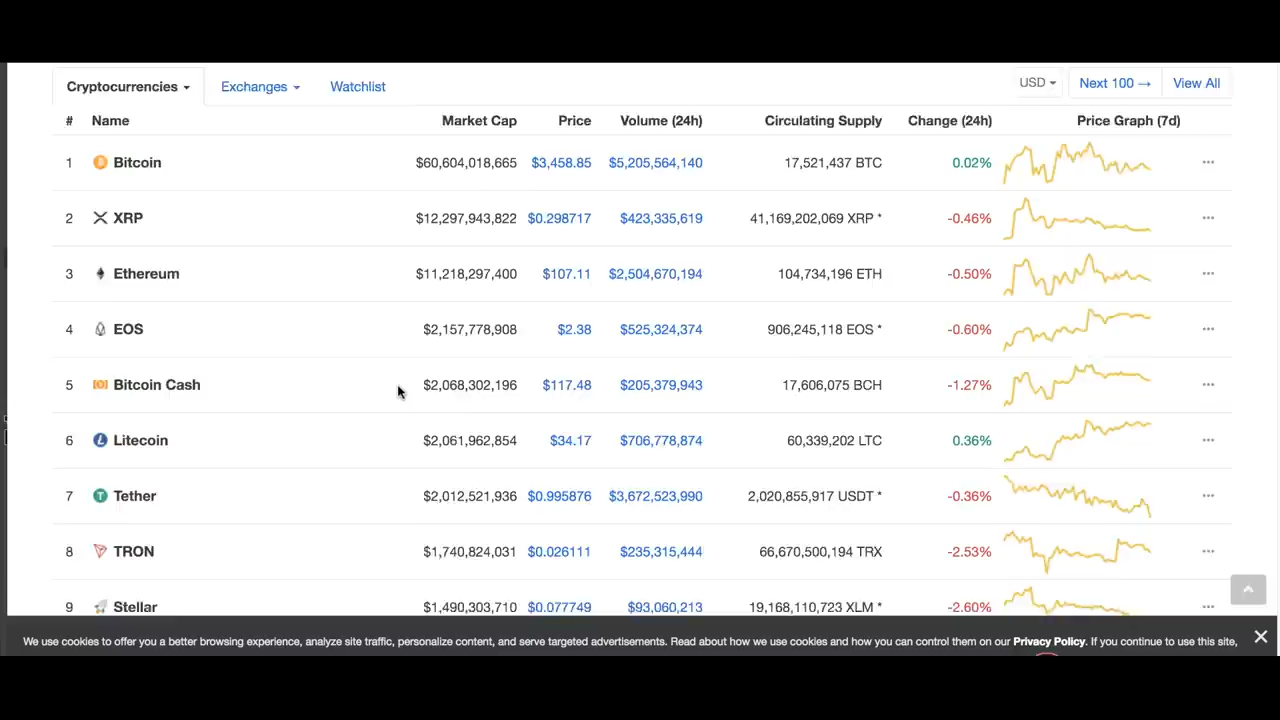 Cryptocurrencies Exchanges Watchlist USD Next 100 → View All
# Name Market Cap Price Volume (24h) Circulating Supply Change (24h) Price Graph (7d)
1 Bitcoin $60,604,018,665 $3,458.85 $5,205,564,140 17,521,437 BTC 0.02%
2 XRP $12,297,943,822 $0.298717 $423,335,619 41,169,202,069 XRP * -0.46%
3 Ethereum $11,218,297,400 $107.11 $2,504,670,194 104,734,196 ETH -0.50%
4 EOS $2,157,778,908 $2.38 $525,324,374 906,245,118 EOS * -0.60%
5 Bitcoin Cash $2,068,302,196 $117.48 $205,379,943 17,606,075 BCH -1.27%
6 Litecoin $2,061,962,854 $34.17 $706,778,874 60,339,202 LTC 0.36%
7 Tether $2,012,521,936 $0.995876 $3,672,523,990 2,020,855,917 USDT * -0.36%
8 TRON $1,740,824,031 $0.026111 $235,315,444 66,670,500,194 TRX -2.53%
9 Stellar $1,490,303,710 $0.077749 $93,060,213 19,168,110,723 XLM * -2.60%
We use cookies to offer you a better browsing experience, analyze site traffic, personalize content, and serve targeted advertisements. Read about how we use cookies and how you can control them on our Privacy Policy. If you continue to use this site,